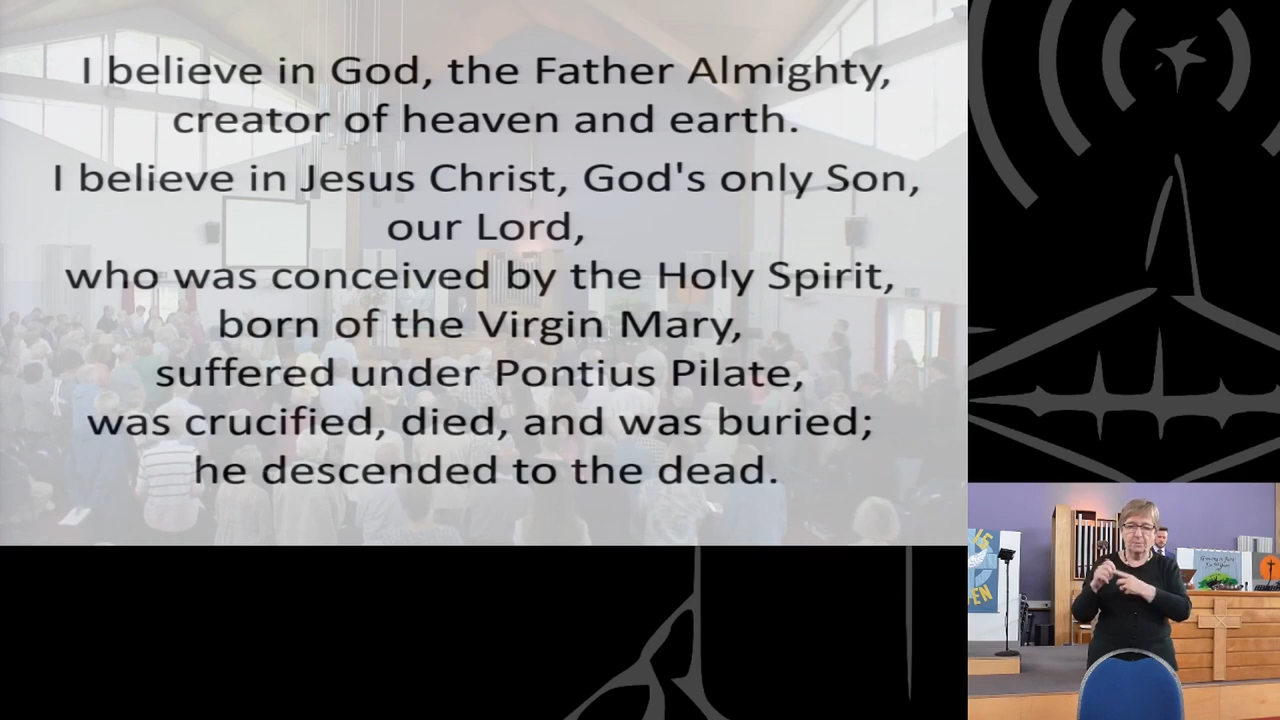 I believe in God, the Father Almighty,
creator of heaven and earth.
I believe in Jesus Christ, God's only Son,
our Lord,
who was conceived by the Holy Spirit,
born of the Virgin Mary,
suffered under Pontius Pilate,
was crucified, died, and was buried;
he descended to the dead.
IS